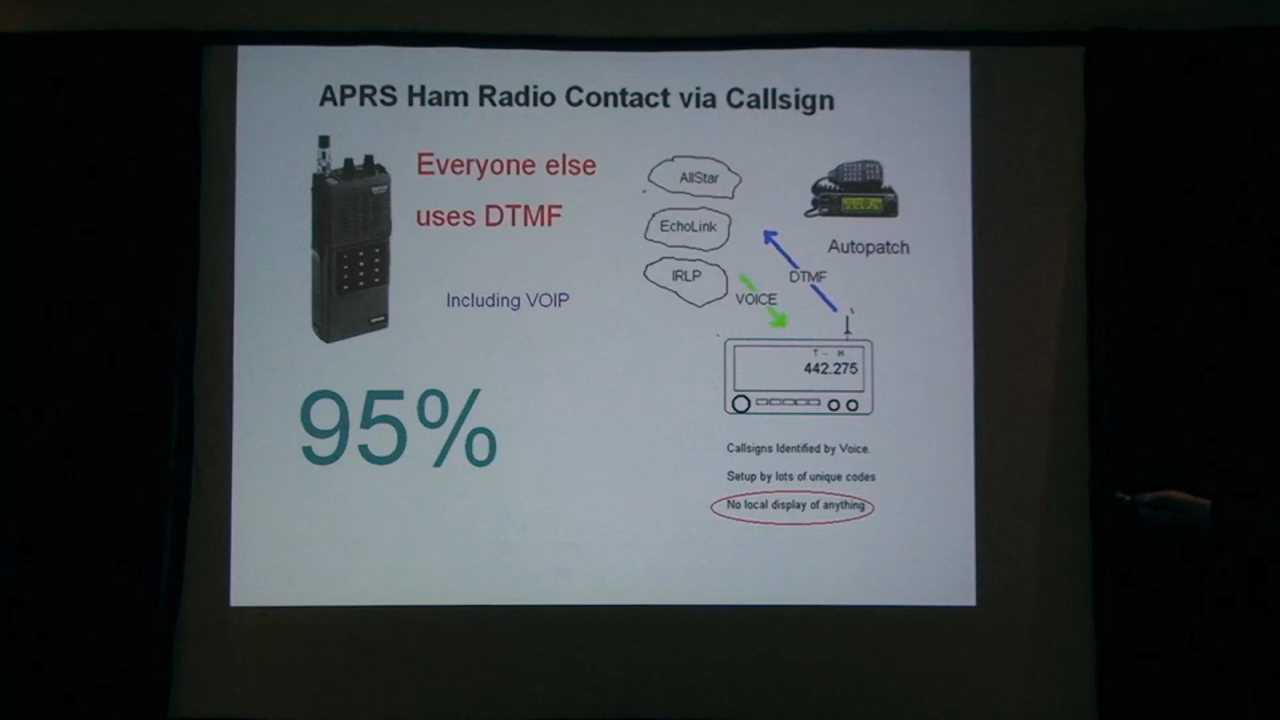 APRS Ham Radio Contact via Callsign
Everyone else
uses DTMF
Including VOIP
95%
AllStar
EchoLink
IRLP
Autopatch
DTMF
VOICE
T - M
442.275
Callsigns Identified by Voice.
Setup by lots of unique codes
No local display of anything